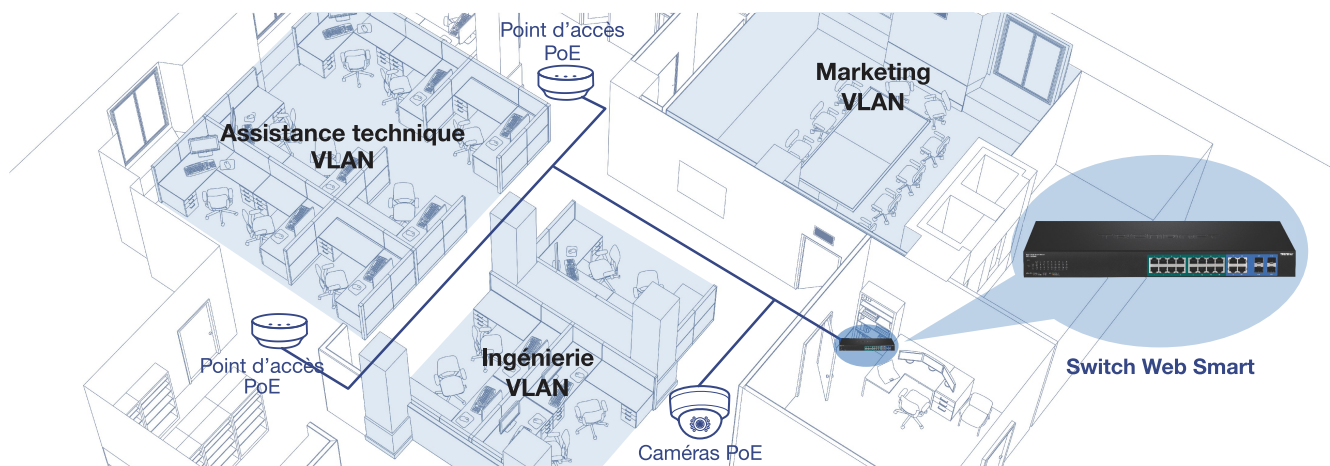 Point d'accès
PoE
Marketing
VLAN
Assistance technique
VLAN
Point d'accès
PoE
Ingénierie
VLAN
Switch Web Smart
Caméras PoE